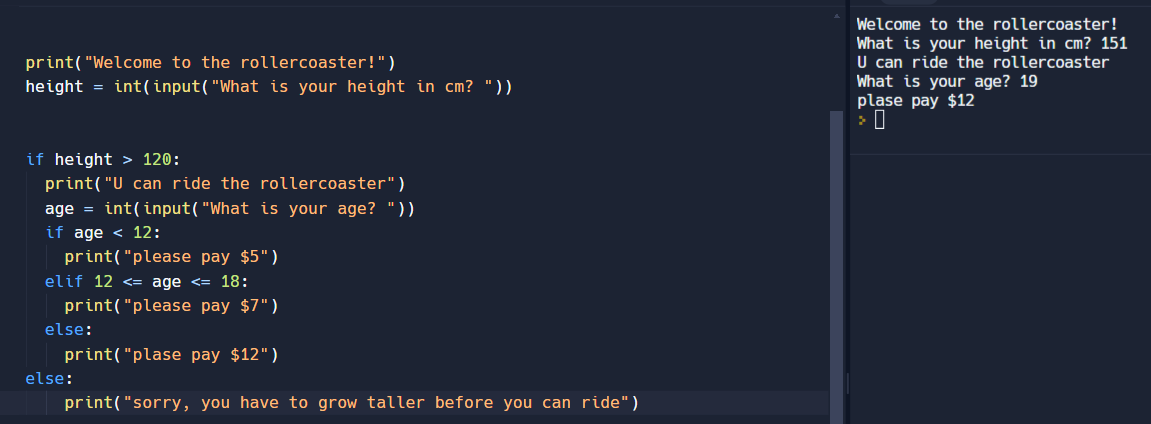 print("Welcome to the rollercoaster!")
height = int(input("What is your height in cm? "))
if height > 120:
print("U can ride the rollercoaster")
age = int(input("What is your age? "))
if age < 12:
print("please pay $5")
elif 12 <= age <= 18:
print("please pay $7")
else:
print("plase pay $12")
else:
print("sorry, you have to grow taller before you can ride")
Welcome to the rollercoaster!
What is your height in cm? 151
U can ride the rollercoaster
What is your age? 19
plase pay $12
>